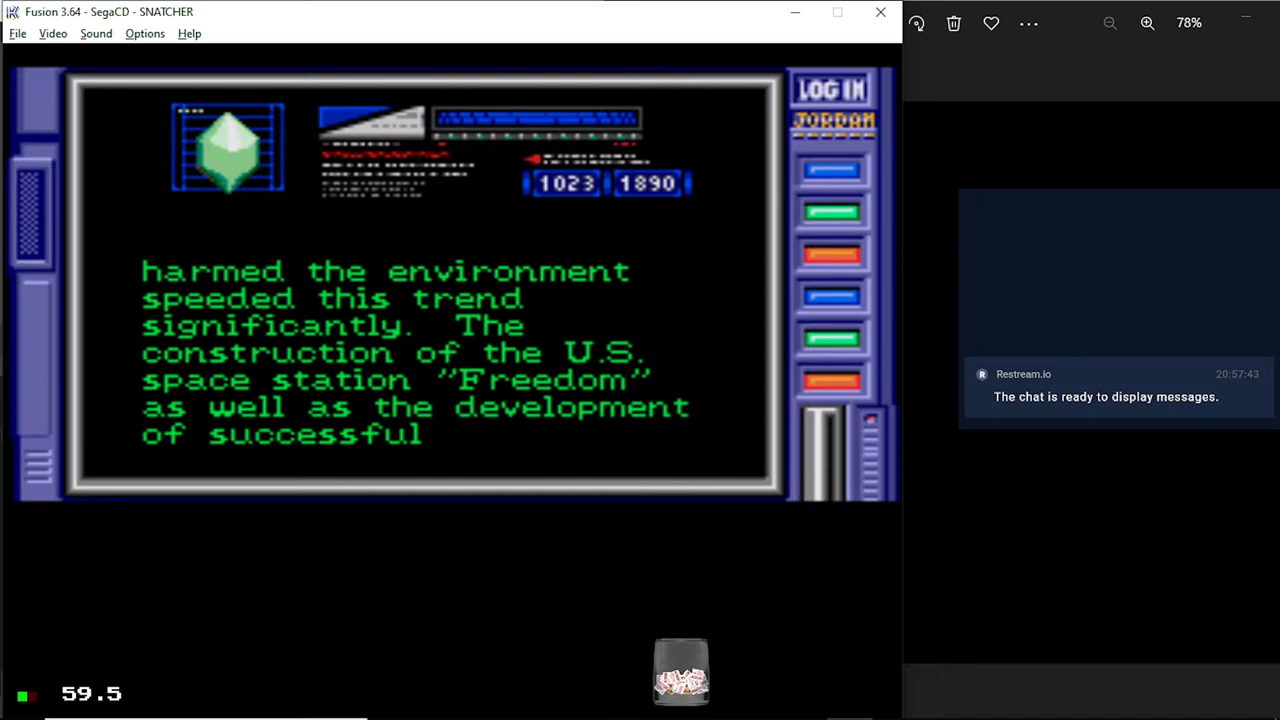 Fusion 3.64 - SegaCD - SNATCHER
File Video Sound Options Help
78%
LOG IN
JORDAN
1023 1890
harmed the environment
speeded this trend
significantly. The
construction of the U.S.
space station "Freedom"
as well as the development
of successful
Restream.io 20:57:43
The chat is ready to display messages.
59.5